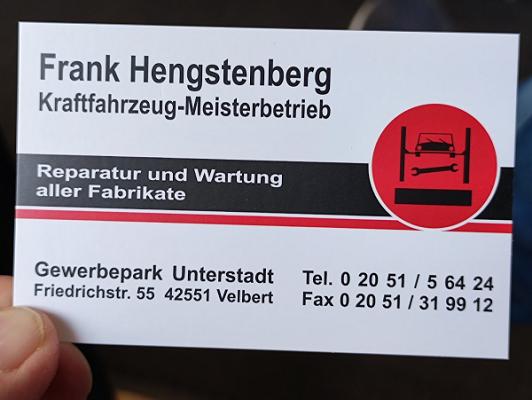 Frank Hengstenberg
Kraftfahrzeug-Meisterbetrieb
Reparatur und Wartung
aller Fabrikate
Gewerbepark Unterstadt
Friedrichstr. 55 42551 Velbert
Tel. 0 20 51 / 5 64 24
Fax 0 20 51 / 31 99 12